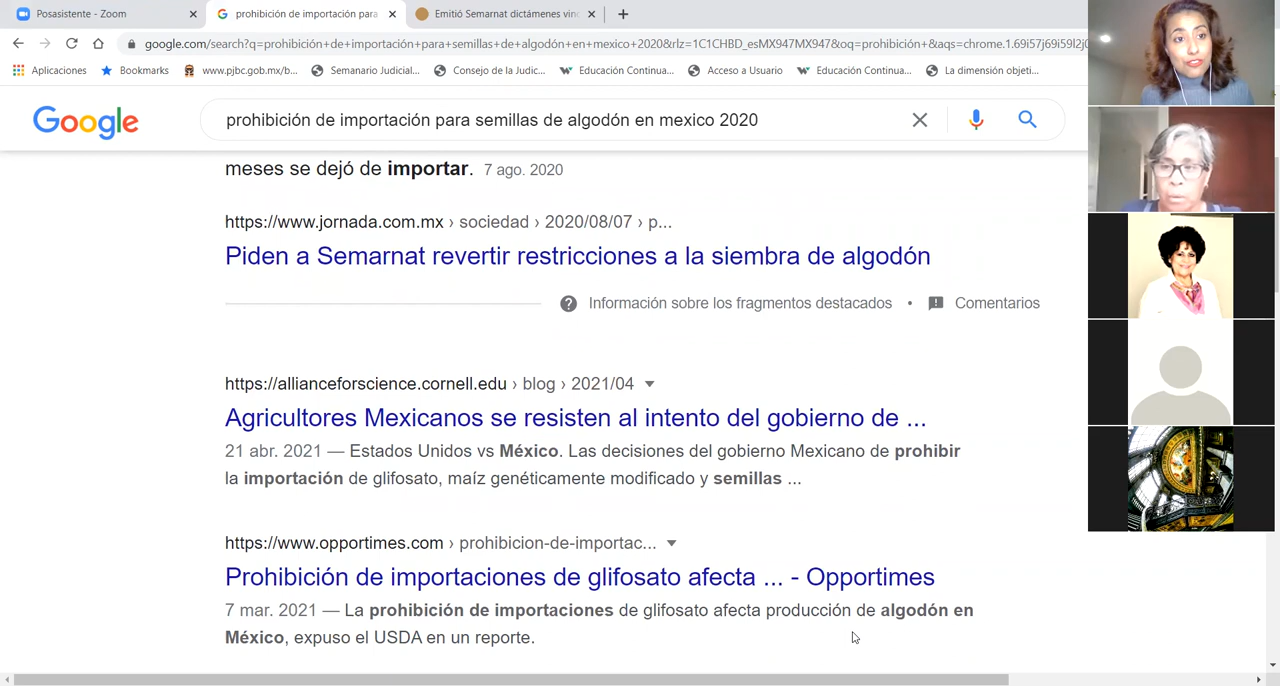 Posasistente - Zoom
prohibición de importación para
Emitió Semarnat dictámenes vinc
google.com/search?q=prohibición+de+importación+para+semillas+de+algodón+en+mexico+2020&rlz=1C1CHBD_esMX947MX947&oq=prohibición+&aqs=chrome.1.69i57j69i59l2j0
Aplicaciones
Bookmarks
www.pjbc.gob.mx/b...
Semanario Judicial...
Consejo de la Judic...
Educación Continua...
Acceso a Usuario
Educación Continua...
La dimensión objeti...
Google
prohibición de importación para semillas de algodón en mexico 2020
meses se dejó de importar. 7 ago. 2020
https://www.jornada.com.mx › sociedad › 2020/08/07 › p...
Piden a Semarnat revertir restricciones a la siembra de algodón
Información sobre los fragmentos destacados • Comentarios
https://allianceforscience.cornell.edu › blog › 2021/04
Agricultores Mexicanos se resisten al intento del gobierno de ...
21 abr. 2021 — Estados Unidos vs México. Las decisiones del gobierno Mexicano de prohibir
la importación de glifosato, maíz genéticamente modificado y semillas ...
https://www.opportimes.com › prohibicion-de-importac...
Prohibición de importaciones de glifosato afecta ... - Opportimes
7 mar. 2021 — La prohibición de importaciones de glifosato afecta producción de algodón en
México, expuso el USDA en un reporte.